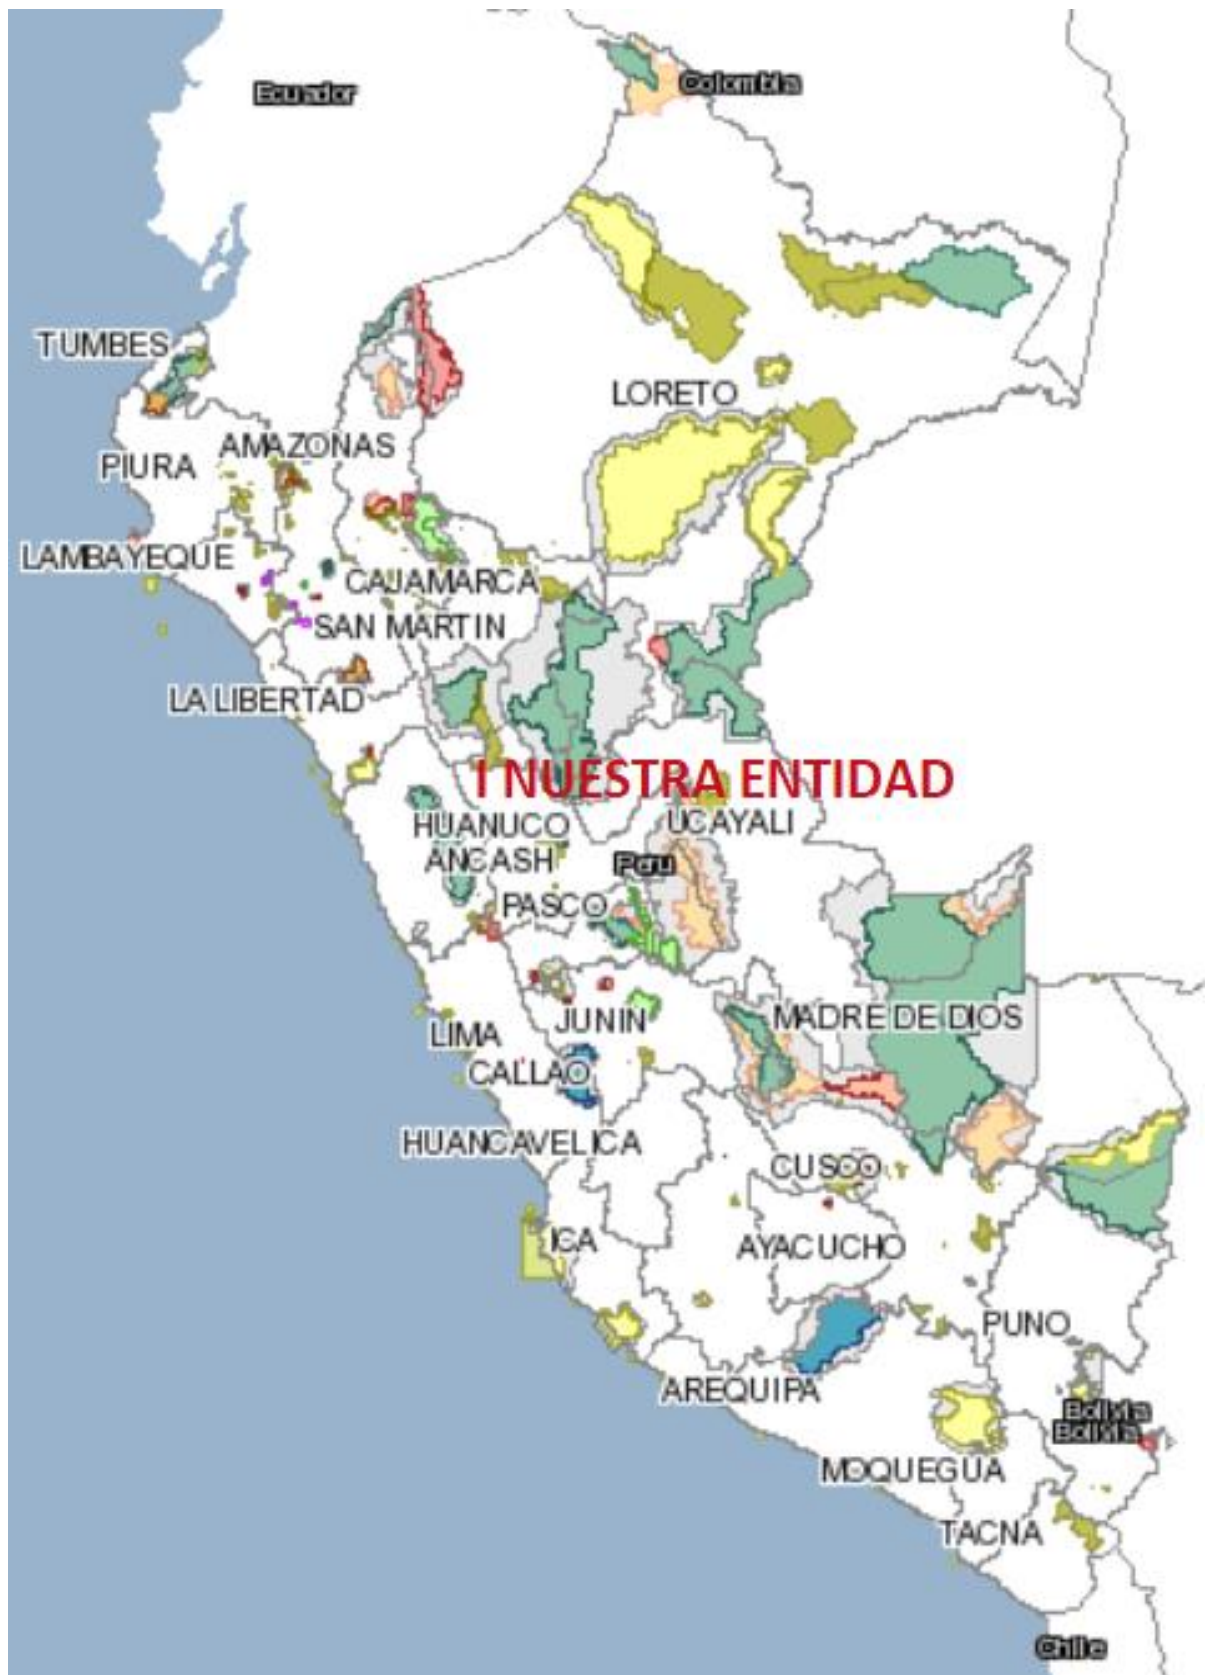 Ecuador
Colombia
TUMBES
LORETO
AMAZONAS
PIURA
LAMBAYEQUE
CAJAMARCA
SAN MARTIN
LA LIBERTAD
I NUESTRA ENTIDAD
HUANUCO
UCAYALI
ANCASH
Peru
PASCO
MADRE DE DIOS
JUNIN
LIMA
CALLAO
HUANCAVELICA
CUSCO
ICA
AYACUCHO
PUNO
AREQUIPA
Bolivia
Bolivia
MOQUEGUA
TACNA
Chile